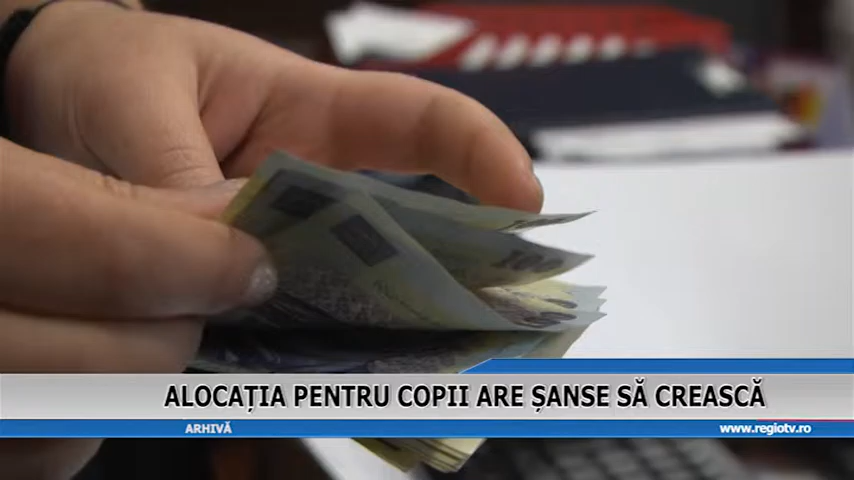 ALOCAȚIA PENTRU COPII ARE ȘANSE SĂ CREASCĂ
ARHIVĂ
www.regiotv.ro